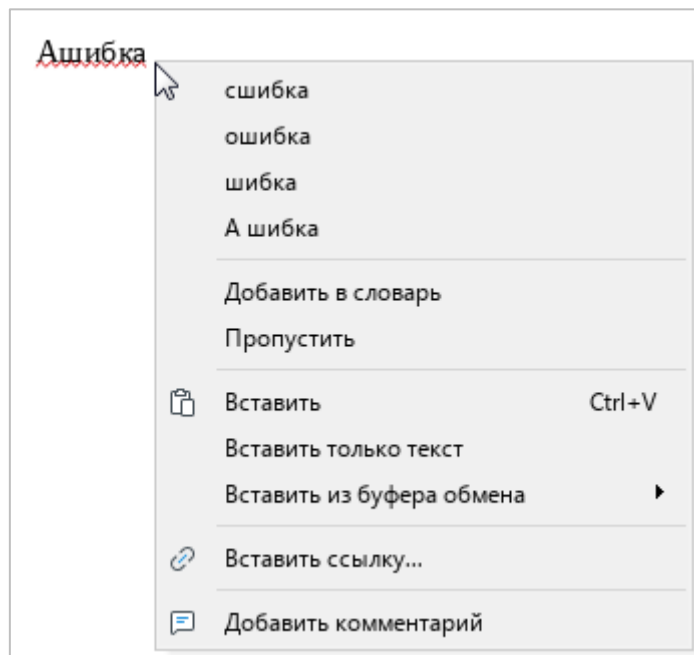 Ашибка
сшибка
ошибка
шибка
А шибка
Добавить в словарь
Пропустить
Вставить Ctrl+V
Вставить только текст
Вставить из буфера обмена
Вставить ссылку...
Добавить комментарий